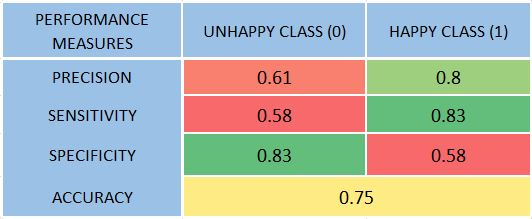 PERFORMANCE MEASURES UNHAPPY CLASS (0) HAPPY CLASS (1)
PRECISION 0.61 0.8
SENSITIVITY 0.58 0.83
SPECIFICITY 0.83 0.58
ACCURACY 0.75